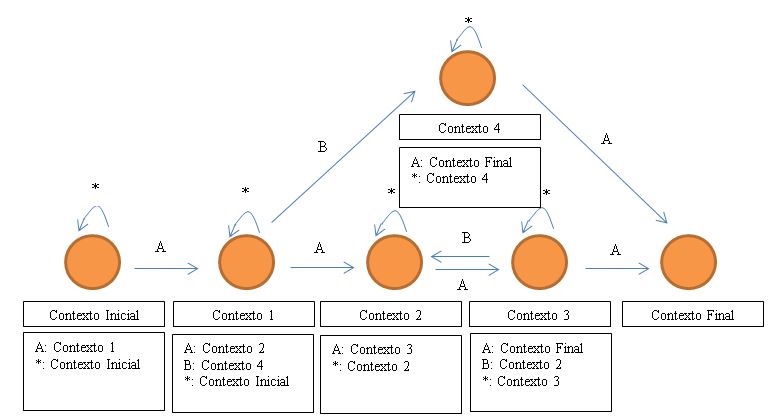 *
B
A
Contexto 4
A: Contexto Final
*: Contexto 4
*
*
*
*
A
A
B
A
A
Contexto Inicial
Contexto 1
Contexto 2
Contexto 3
Contexto Final
A: Contexto 1
*: Contexto Inicial
A: Contexto 2
B: Contexto 4
*: Contexto Inicial
A: Contexto 3
*: Contexto 2
A: Contexto Final
B: Contexto 2
*: Contexto 3